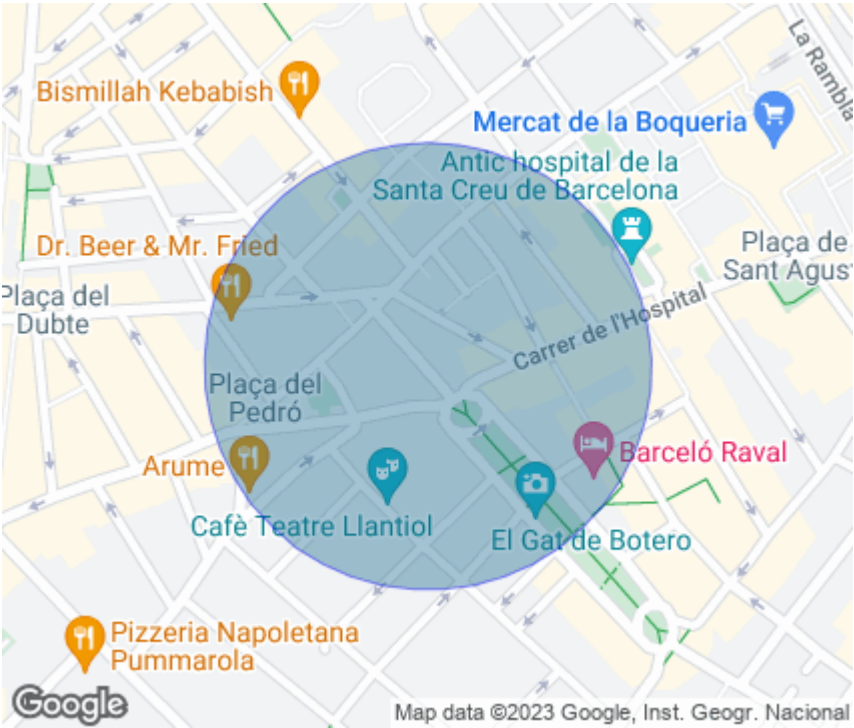 La Rambla
Bismillah Kebabish
Mercat de la Boqueria
Antic hospital de la
Santa Creu de Barcelona
Dr. Beer & Mr. Fried
Plaça de
Sant Agust
Plaça del
Dubte
Carrer de l'Hospital
Plaça del
Pedró
Arume
Barceló Raval
Cafè Teatre Llantiol
El Gat de Botero
Pizzeria Napoletana
Pummarola
Google
Map data ©2023 Google, Inst. Geogr. Nacional